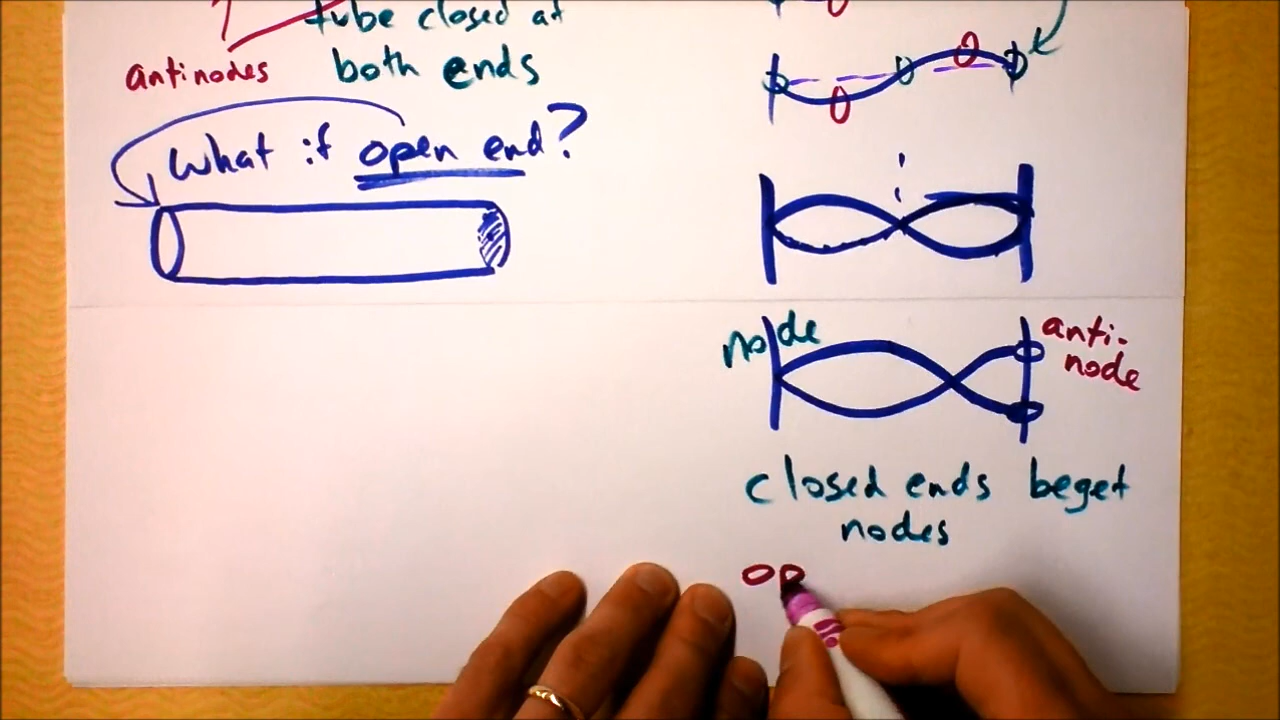 tube closed at
antinodes both ends
What if open end?
node
anti-
node
closed ends beget
nodes
OP